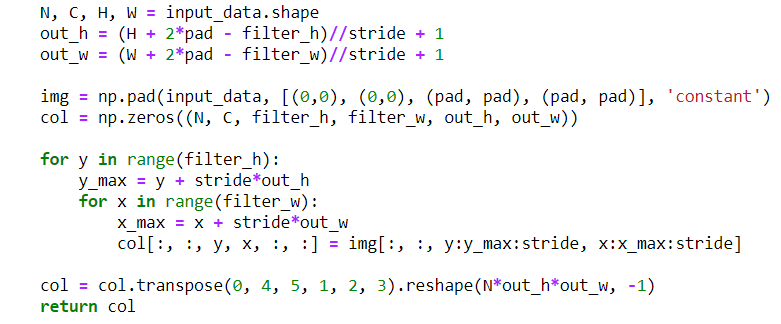 N, C, H, W = input_data.shape
out_h = (H + 2*pad - filter_h)//stride + 1
out_w = (W + 2*pad - filter_w)//stride + 1
img = np.pad(input_data, [(0,0), (0,0), (pad, pad), (pad, pad)], 'constant')
col = np.zeros((N, C, filter_h, filter_w, out_h, out_w))
for y in range(filter_h):
    y_max = y + stride*out_h
    for x in range(filter_w):
        x_max = x + stride*out_w
        col[:, :, y, x, :, :] = img[:, :, y:y_max:stride, x:x_max:stride]
col = col.transpose(0, 4, 5, 1, 2, 3).reshape(N*out_h*out_w, -1)
return col